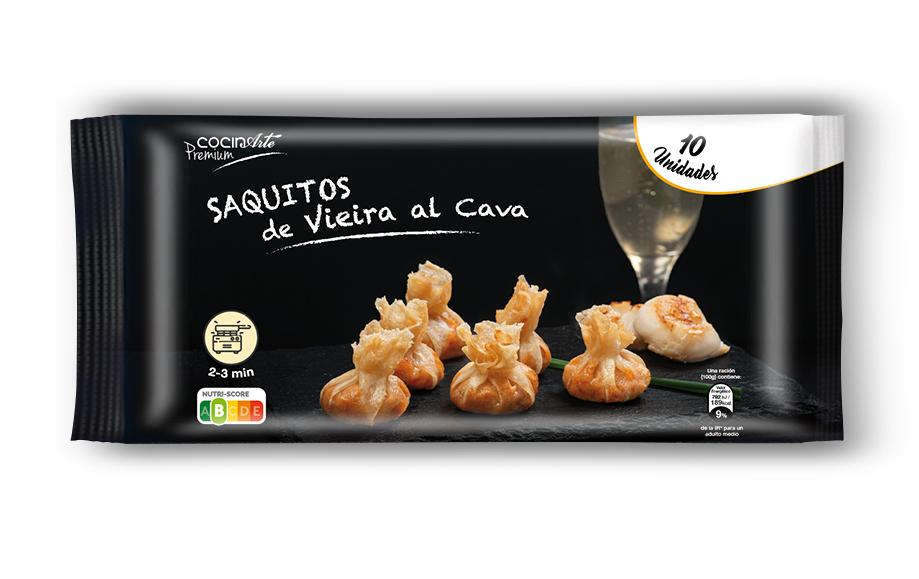 COCINArte
Premium
SAQUITOS
de Vieira al Cava
10
Unidades
2-3 min
NUTRI-SCORE
A B C D E
Una ración
(100g) contiene:
Valor
Energético
792 kJ /
189kcal
9%
de la IR* para un
adulto medio